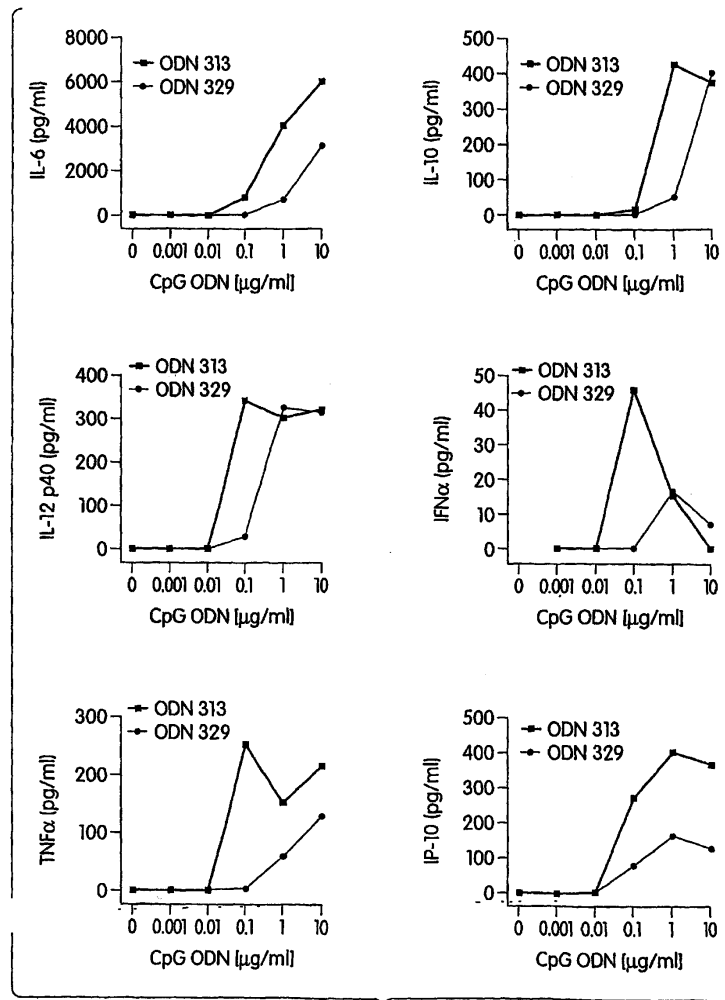 IL-6 (pg/ml)
8000
6000
4000
2000
0
ODN 313
ODN 329
0 0.001 0.01 0.1 1 10
CpG ODN [µg/ml]
IL-10 (pg/ml)
500
400
300
200
100
0
ODN 313
ODN 329
0 0.001 0.01 0.1 1 10
CpG ODN [µg/ml]
IL-12 p40 (pg/ml)
400
300
200
100
0
ODN 313
ODN 329
0 0.001 0.01 0.1 1 10
CpG ODN [µg/ml]
IFNα (pg/ml)
50
40
30
20
10
0
ODN 313
ODN 329
0 0.001 0.01 0.1 1 10
CpG ODN [µg/ml]
TNFα (pg/ml)
300
200
100
0
ODN 313
ODN 329
0 0.001 0.01 0.1 1 10
CpG ODN [µg/ml]
IP-10 (pg/ml)
500
400
300
200
100
0
ODN 313
ODN 329
0 0.001 0.01 0.1 1 10
CpG ODN [µg/ml]